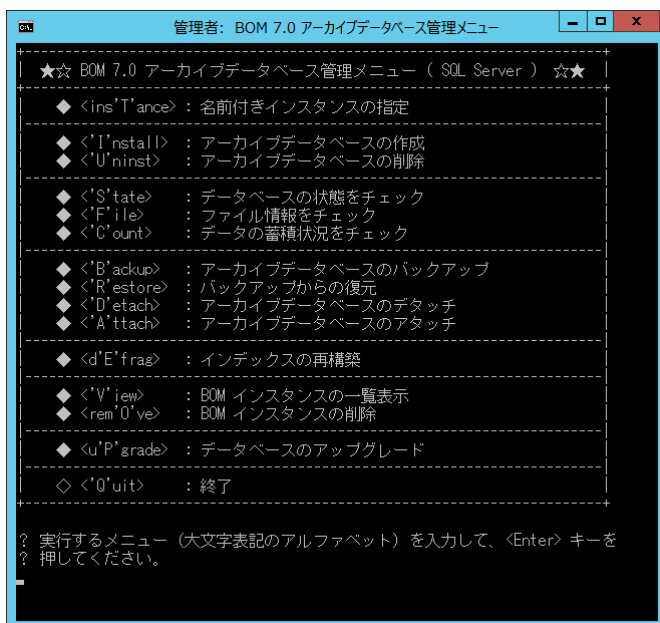 管理者: BOM 7.0 アーカイブデータベース管理メニュー
★☆ BOM 7.0 アーカイブデータベース管理メニュー ( SQL Server ) ☆★
◆ <ins'T'ance> : 名前付きインスタンスの指定
◆ <'I'nstall> : アーカイブデータベースの作成
◆ <'U'ninst> : アーカイブデータベースの削除
◆ <'S'tate> : データベースの状態をチェック
◆ <'F'ile> : ファイル情報をチェック
◆ <'C'ount> : データの蓄積状況をチェック
◆ <'B'ackup> : アーカイブデータベースのバックアップ
◆ <'R'estore> : バックアップからの復元
◆ <'D'etach> : アーカイブデータベースのデタッチ
◆ <'A'ttach> : アーカイブデータベースのアタッチ
◆ <d'E'frag> : インデックスの再構築
◆ <'V'iew> : BOM インスタンスの一覧表示
◆ <rem'O've> : BOM インスタンスの削除
◆ <u'P'grade> : データベースのアップグレード
◇ <'Q'uit> : 終了
? 実行するメニュー（大文字表記のアルファベット）を入力して、<Enter> キーを
? 押してください。